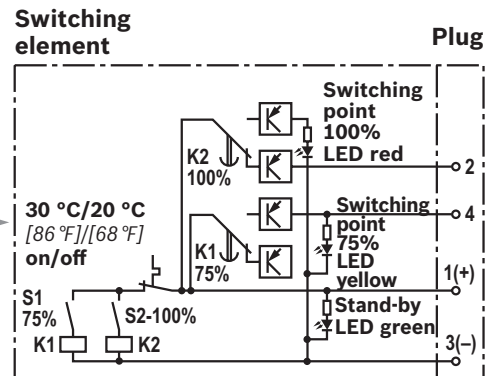 Switching
element
Plug
Switching
point
100%
LED red
K2
100%
2
30 °C/20 °C
[86 °F]/[68 °F]
on/off
Switching
point
75%
LED
yellow
4
K1
75%
1(+)
S1
75%
S2-100%
Stand-by
LED green
K1
K2
3(–)